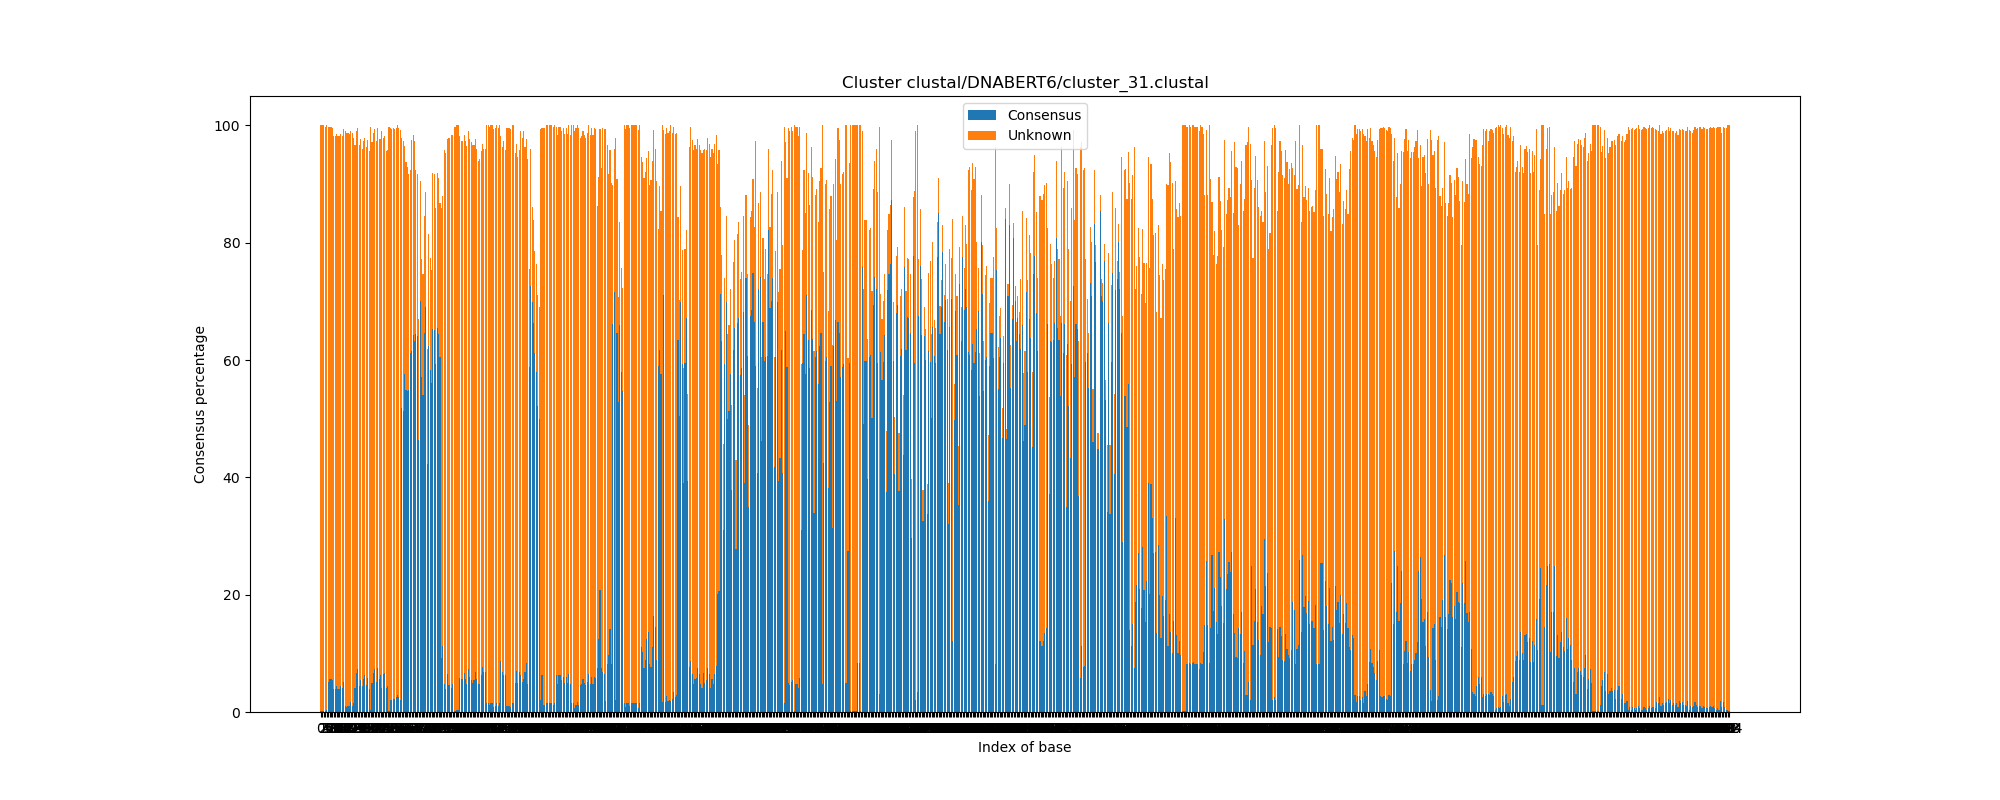 Cluster clustal/DNABERT6/cluster_31.clustal
Consensus
Unknown
Consensus percentage
100
80
60
40
20
0
Index of base